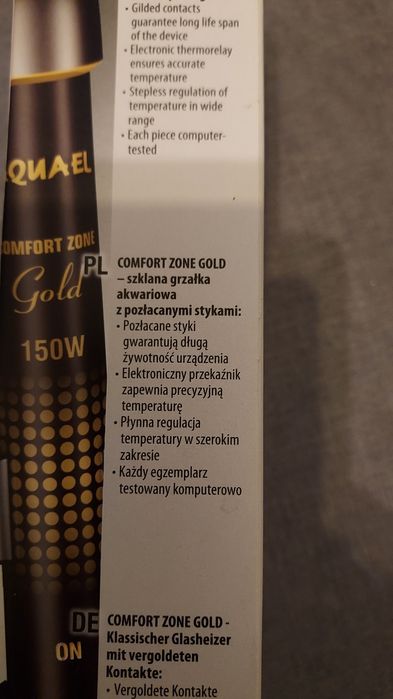 • Gilded contacts
guarantee long life span
of the device
• Electronic thermorelay
ensures accurate
temperature
• Stepless regulation of
temperature in wide
range
• Each piece computer-
tested
QUAEL
COMFORT ZONE
Gold
150W
PL
COMFORT ZONE GOLD
– szklana grzałka
akwariowa
z pozłacanymi stykami:
• Pozłacane styki
gwarantują długą
żywotność urządzenia
• Elektroniczny przekaźnik
zapewnia precyzyjną
temperaturę
• Płynna regulacja
temperatury w szerokim
zakresie
• Każdy egzemplarz
testowany komputerowo
DE
ON
COMFORT ZONE GOLD -
Klassischer Glasheizer
mit vergoldeten
Kontakte:
• Vergoldete Kontakte